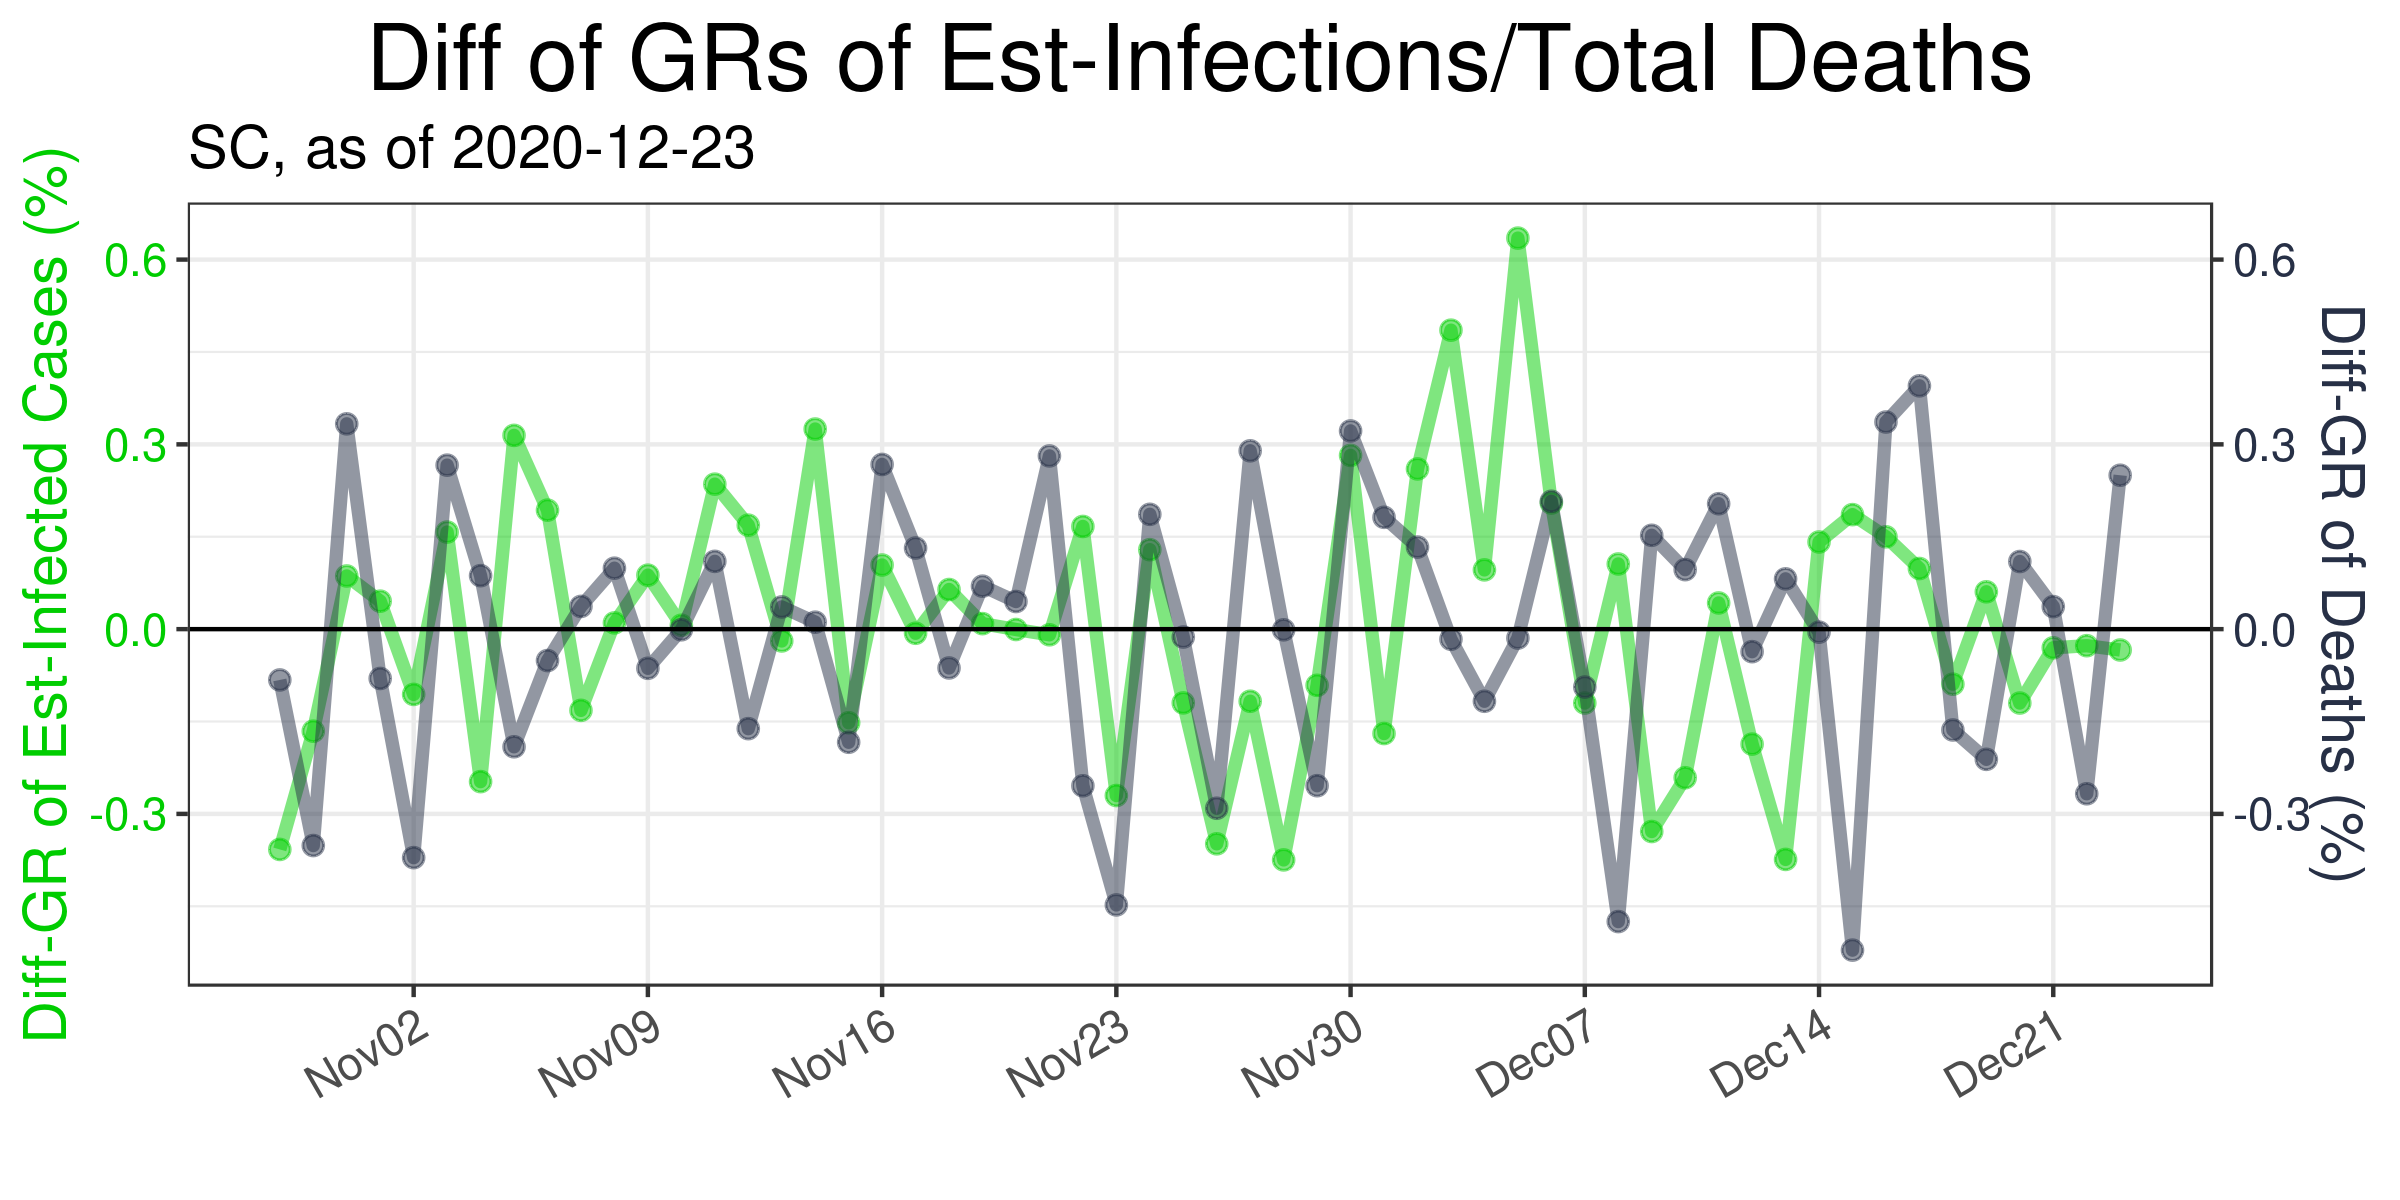 Diff of GRs of Est-Infections/Total Deaths
SC, as of 2020-12-23
Diff-GR of Est-Infected Cases (%)
0.6
0.3
0.0
-0.3
0.6
0.3
0.0
-0.3
Diff-GR of Deaths (%)
Nov02
Nov09
Nov16
Nov23
Nov30
Dec07
Dec14
Dec21